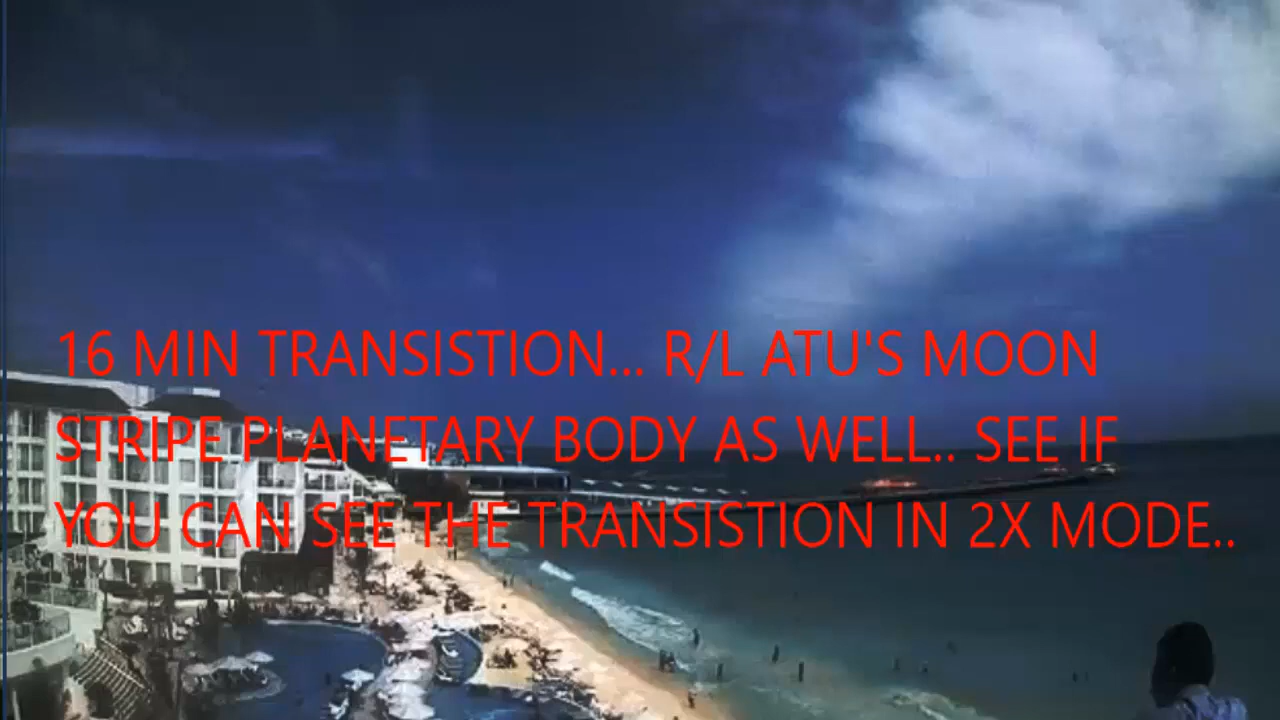 16 MIN TRANSISTION... R/L ATU'S MOON
STRIPE PLANETARY BODY AS WELL.. SEE IF
YOU CAN SEE THE TRANSISTION IN 2X MODE..